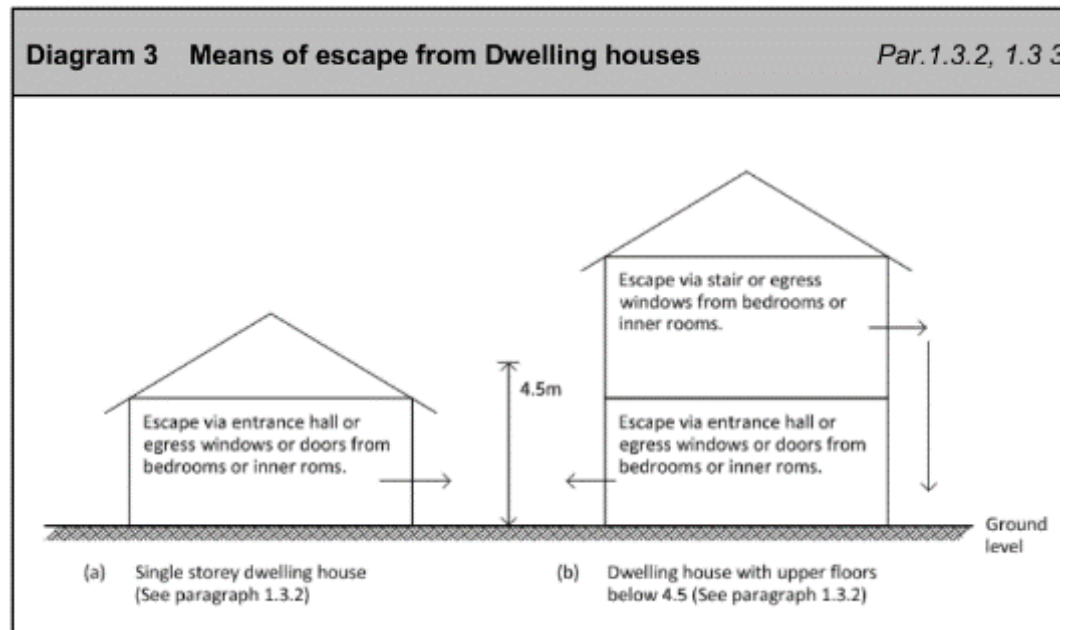 Diagram 3 Means of escape from Dwelling houses Par.1.3.2, 1.3 3
Escape via stair or egress
windows from bedrooms or
inner rooms.
4.5m
Escape via entrance hall or
egress windows or doors from
bedrooms or inner roms.
Escape via entrance hall or
egress windows or doors from
bedrooms or inner roms.
Ground
level
(a) Single storey dwelling house
(See paragraph 1.3.2)
(b) Dwelling house with upper floors
below 4.5 (See paragraph 1.3.2)